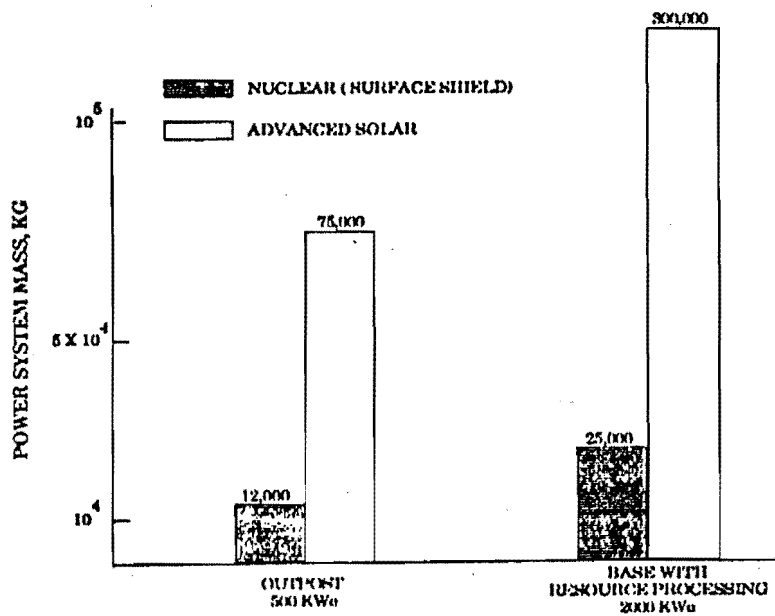 300,000
NUCLEAR (SURFACE SHIELD)
ADVANCED SOLAR
10⁵
75,000
POWER SYSTEM MASS, KG
5 X 10⁴
25,000
12,000
10⁴
OUTPOST
500 KWe
BASE WITH
RESOURCE PROCESSING
2000 KWe